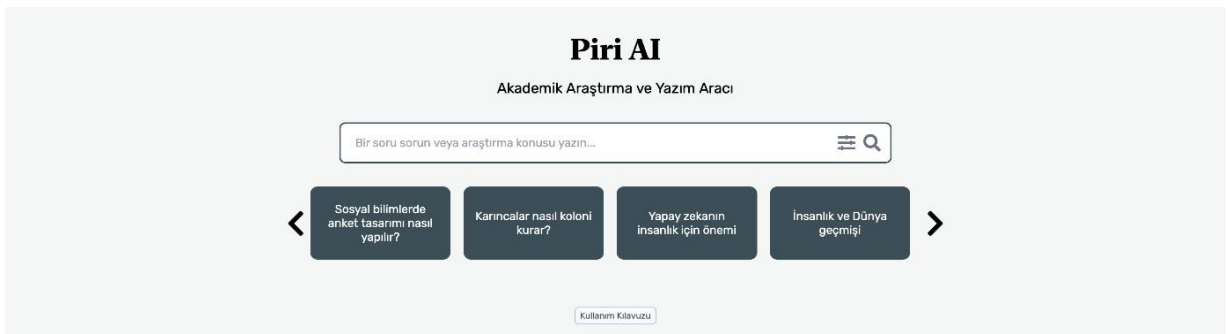 Piri AI
Akademik Araştırma ve Yazım Aracı
Bir soru sorun veya araştırma konusu yazın...
Sosyal bilimlerde
anket tasarımı nasıl
yapılır?
Karıncalar nasıl koloni
kurar?
Yapay zekanın
insanlık için önemi
İnsanlık ve Dünya
geçmişi
Kullanım Kılavuzu